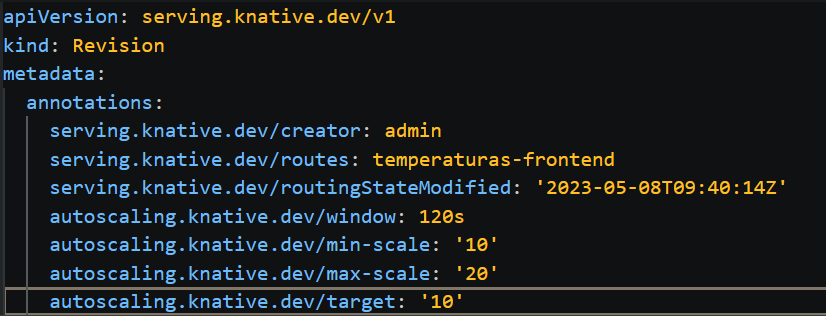 apiVersion: serving.knative.dev/v1
kind: Revision
metadata:
  annotations:
    serving.knative.dev/creator: admin
    serving.knative.dev/routes: temperaturas-frontend
    serving.knative.dev/routingStateModified: '2023-05-08T09:40:14Z'
    autoscaling.knative.dev/window: 120s
    autoscaling.knative.dev/min-scale: '10'
    autoscaling.knative.dev/max-scale: '20'
    autoscaling.knative.dev/target: '10'